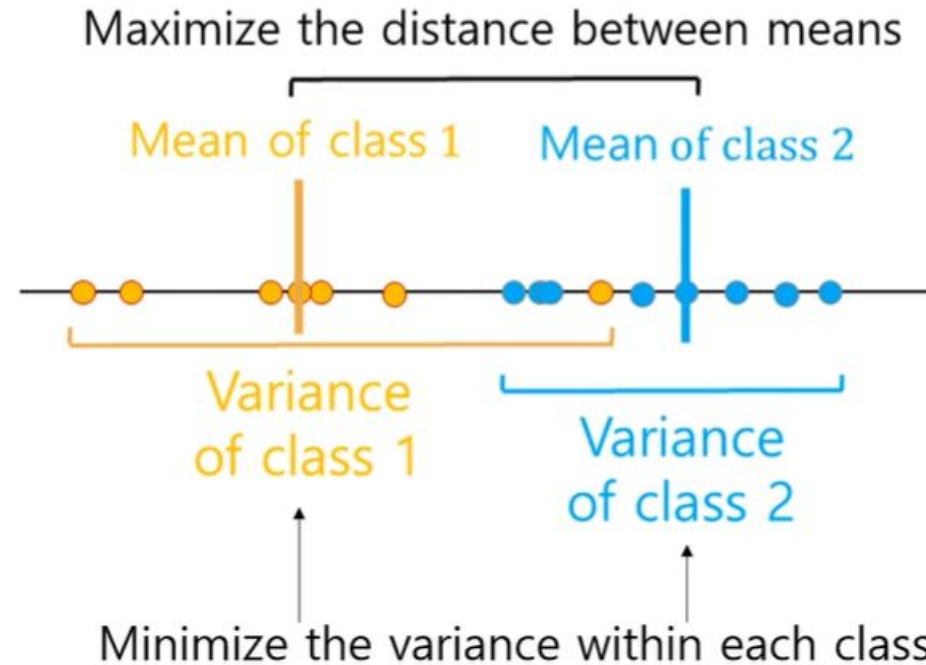 Maximize the distance between means
Mean of class 1
Mean of class 2
Variance
of class 1
Variance
of class 2
Minimize the variance within each class